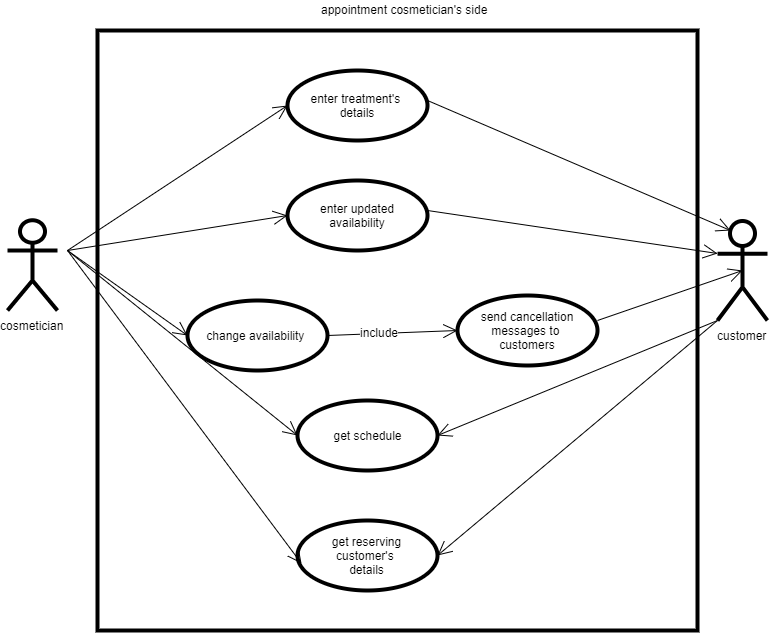 appointment cosmetician's side
enter treatment's
details
enter updated
availability
cosmetician
change availability
include
send cancellation
messages to
customers
customer
get schedule
get reserving
customer's
details